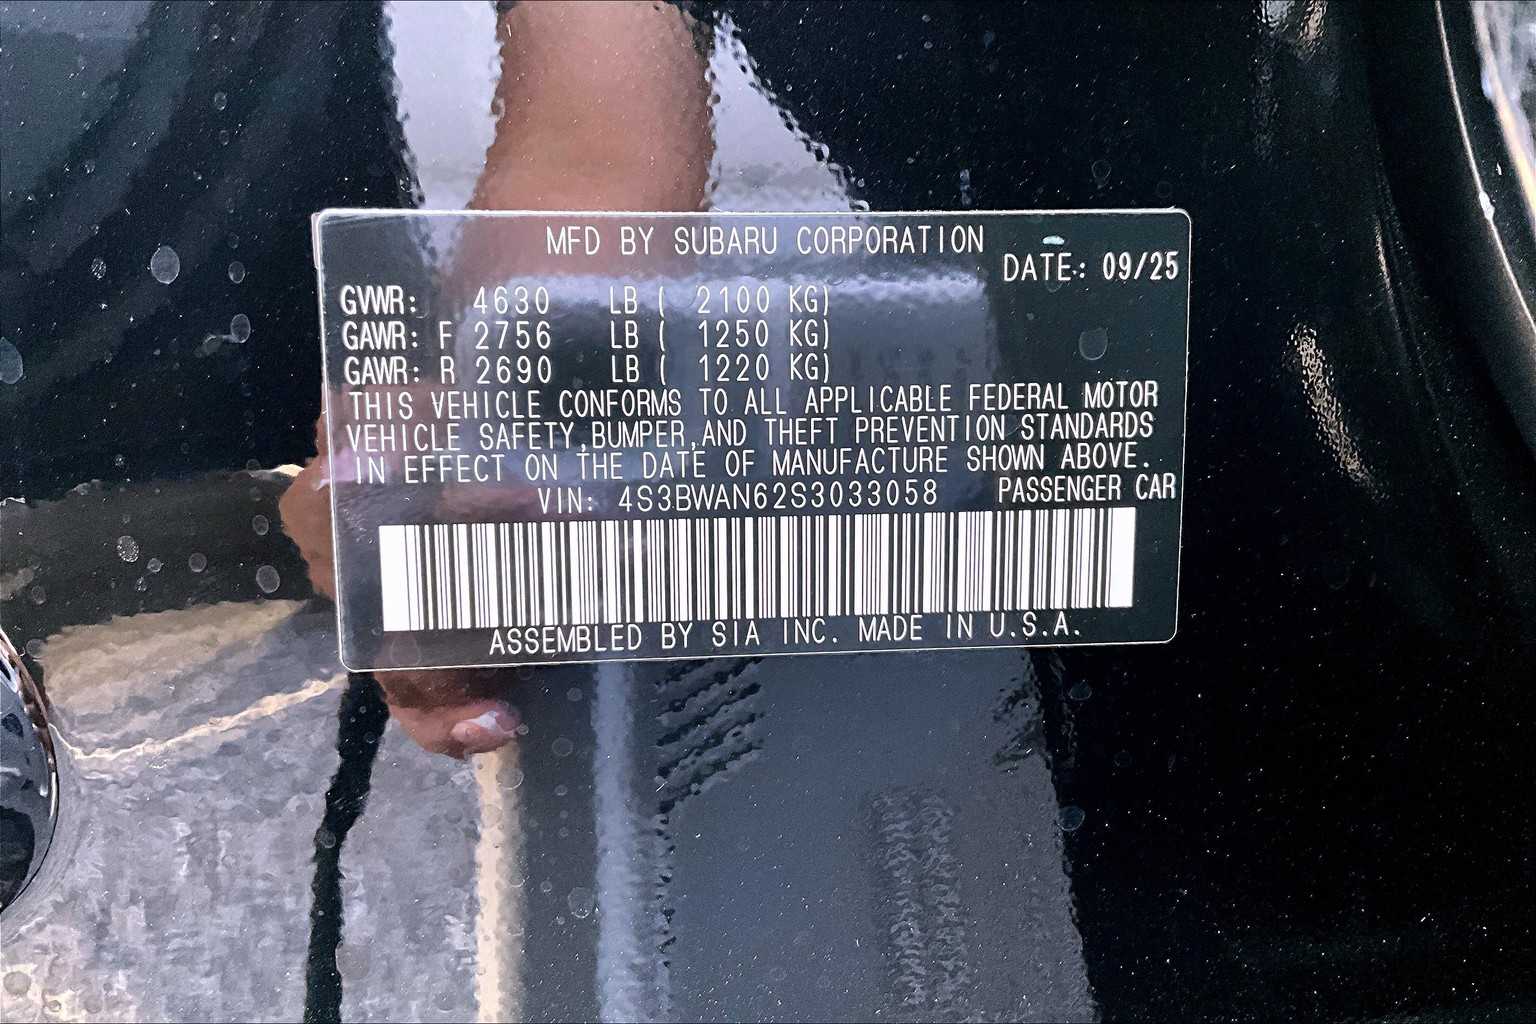 MFD BY SUBARU CORPORATION
DATE: 09/25
GVWR: 4630 LB ( 2100 KG)
GAWR: F 2756 LB ( 1250 KG)
GAWR: R 2690 LB ( 1220 KG)
THIS VEHICLE CONFORMS TO ALL APPLICABLE FEDERAL MOTOR
VEHICLE SAFETY,BUMPER,AND THEFT PREVENTION STANDARDS
IN EFFECT ON THE DATE OF MANUFACTURE SHOWN ABOVE.
VIN: 4S3BWAN62S3033058 PASSENGER CAR
ASSEMBLED BY SIA INC. MADE IN U.S.A.